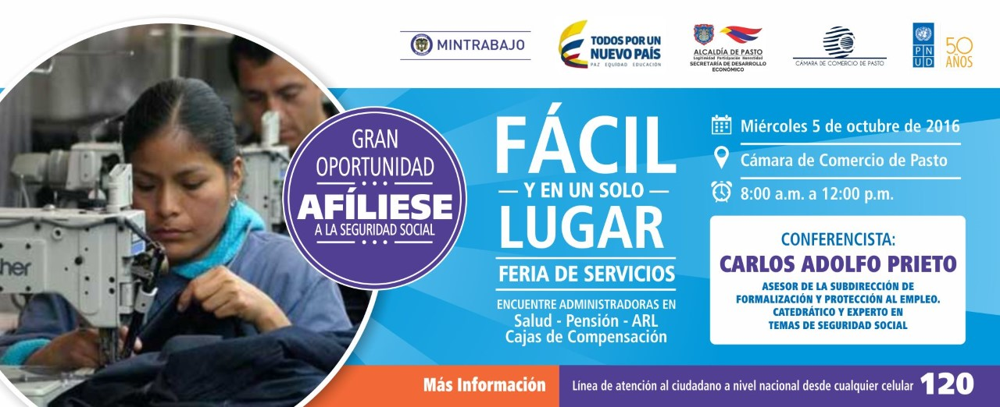 MINTRABAJO
TODOS POR UN
NUEVO PAÍS
PAZ EQUIDAD EDUCACIÓN
ALCALDÍA DE PASTO
Legitimidad Participación Honestidad
SECRETARÍA DE DESARROLLO
ECONÓMICO
CÁMARA DE COMERCIO DE PASTO
P N
U D
50
AÑOS
her
GRAN
OPORTUNIDAD
AFÍLIESE
A LA SEGURIDAD SOCIAL
FÁCIL
Y EN UN SOLO
LUGAR
FERIA DE SERVICIOS
ENCUENTRE ADMINISTRADORAS EN
Salud - Pensión - ARL
Cajas de Compensación
Miércoles 5 de octubre de 2016
Cámara de Comercio de Pasto
8:00 a.m. a 12:00 p.m.
CONFERENCISTA:
CARLOS ADOLFO PRIETO
ASESOR DE LA SUBDIRECCIÓN DE
FORMALIZACIÓN Y PROTECCIÓN AL EMPLEO.
CATEDRÁTICO Y EXPERTO EN
TEMAS DE SEGURIDAD SOCIAL
Más Información
Línea de atención al ciudadano a nivel nacional desde cualquier celular 120